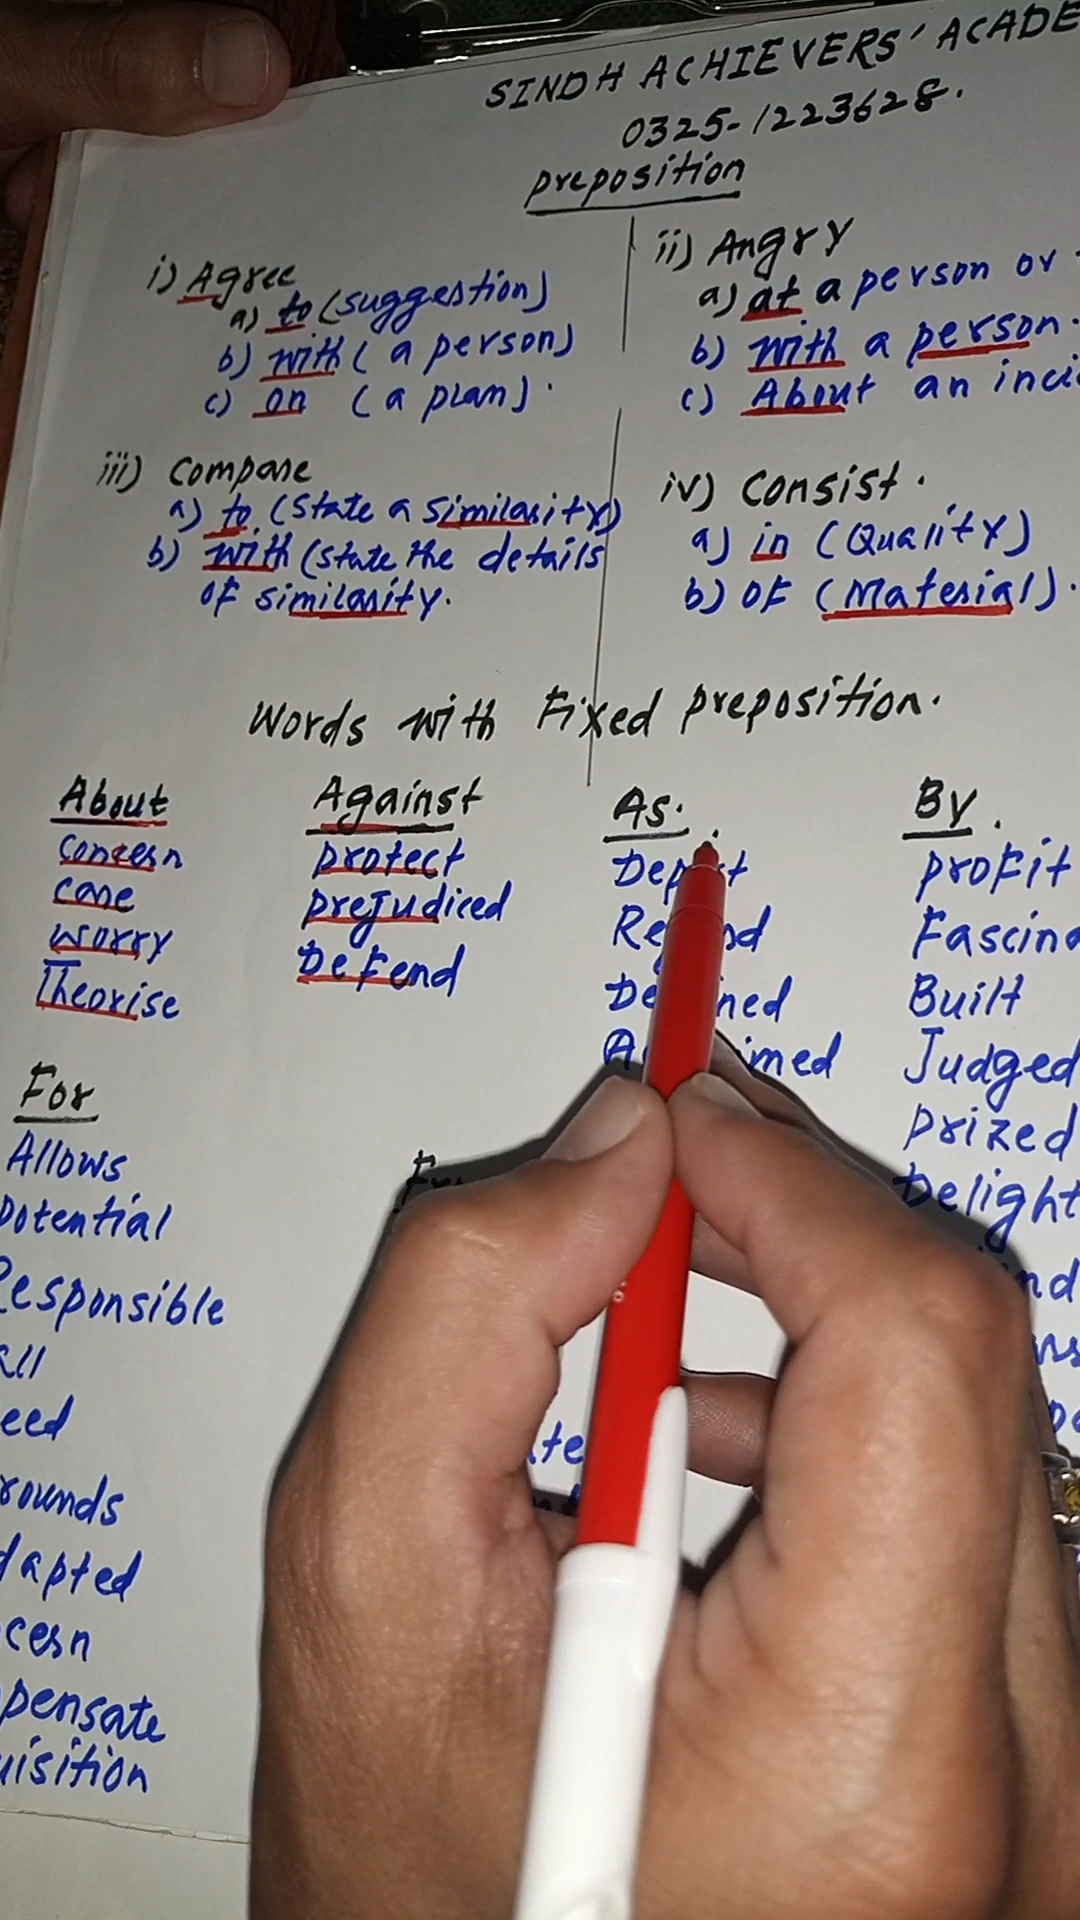 SINDH ACHIEVERS' ACADE
0325-1223628.
preposition
i) Agree
a) to (suggestion)
b) with ( a person)
c) on ( a plan).
ii) Angry
a) at a person or
b) with a person.
c) About an inci
iii) compare
a) to (state a similarity)
b) with (state the details
of similarity.
iv) Consist.
a) in (Quality)
b) of (Material).
Words with Fixed preposition.
About
concern
care
worry
Theorise
Against
protect
prejudiced
Defend
As.
By.
profit
Fascina
Built
Judged
prized
Delight
For
Allows
Potential
Responsible
all
eed
rounds
dapted
cern
pensate
uisition